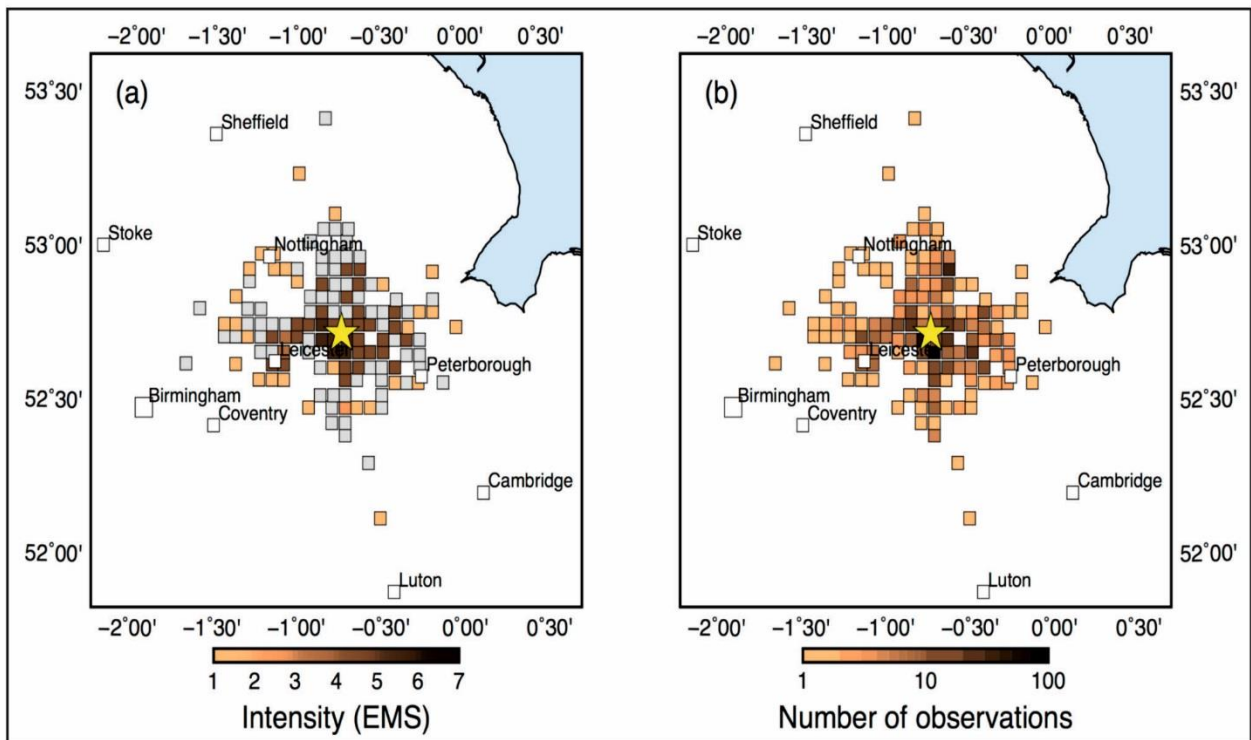 −2˚00' −1˚30' −1˚00' −0˚30' 0˚00' 0˚30' −2˚00' −1˚30' −1˚00' −0˚30' 0˚00' 0˚30'
53˚30' (a) (b) 53˚30'
Sheffield Sheffield
Stoke Stoke
53˚00' Nottingham Nottingham 53˚00'
Leicester Leicester
Peterborough Peterborough
52˚30' Birmingham Birmingham 52˚30'
Coventry Coventry
Cambridge Cambridge
52˚00' 52˚00'
Luton Luton
−2˚00' −1˚30' −1˚00' −0˚30' 0˚00' 0˚30' −2˚00' −1˚30' −1˚00' −0˚30' 0˚00' 0˚30'
1 2 3 4 5 6 7 1 10 100
Intensity (EMS) Number of observations